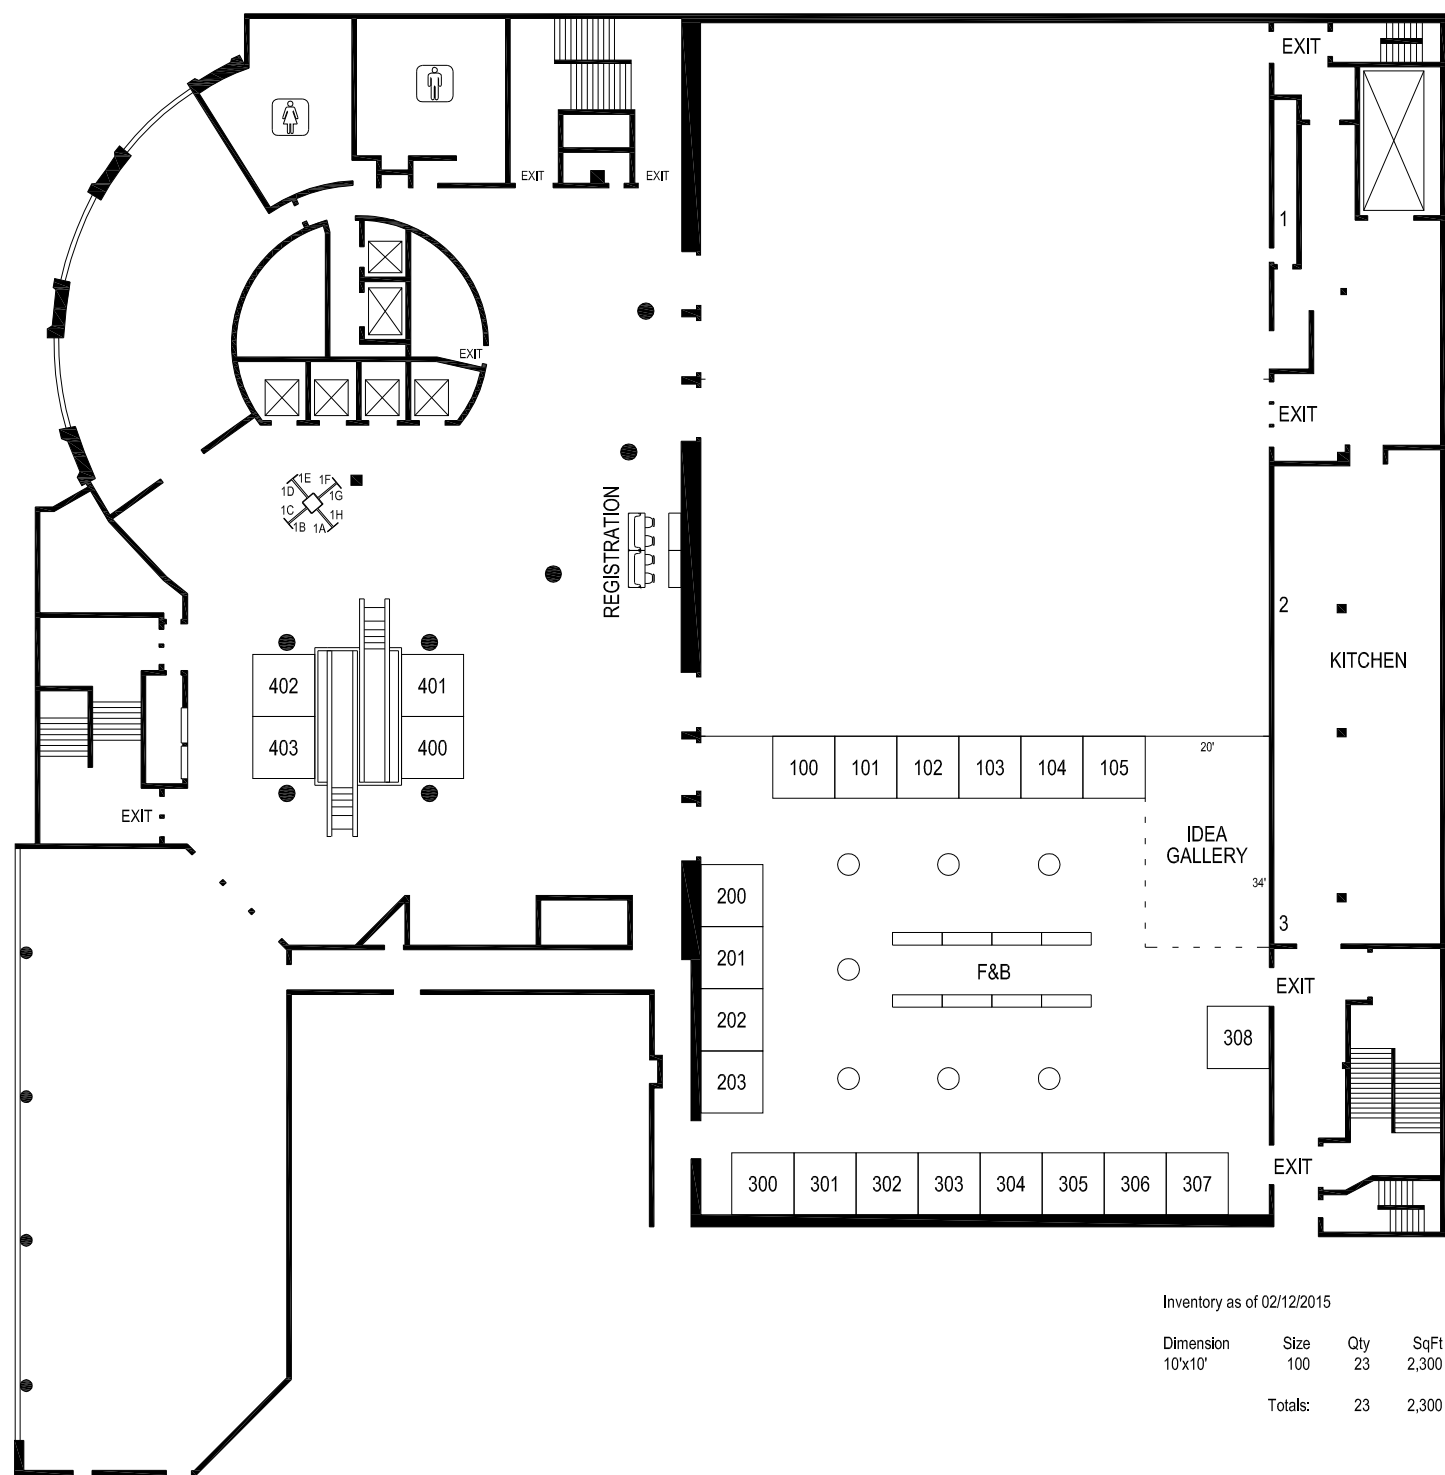 EXIT
EXIT
EXIT
1
EXIT
EXIT
1E
1F
1D
1G
1C
1H
1B
1A
REGISTRATION
2
KITCHEN
402
401
403
400
20'
100
101
102
103
104
105
EXIT
IDEA
GALLERY
34'
200
3
201
F&B
EXIT
202
308
203
EXIT
300
301
302
303
304
305
306
307
Inventory as of 02/12/2015
Dimension Size Qty SqFt
10'x10' 100 23 2,300
Totals: 23 2,300